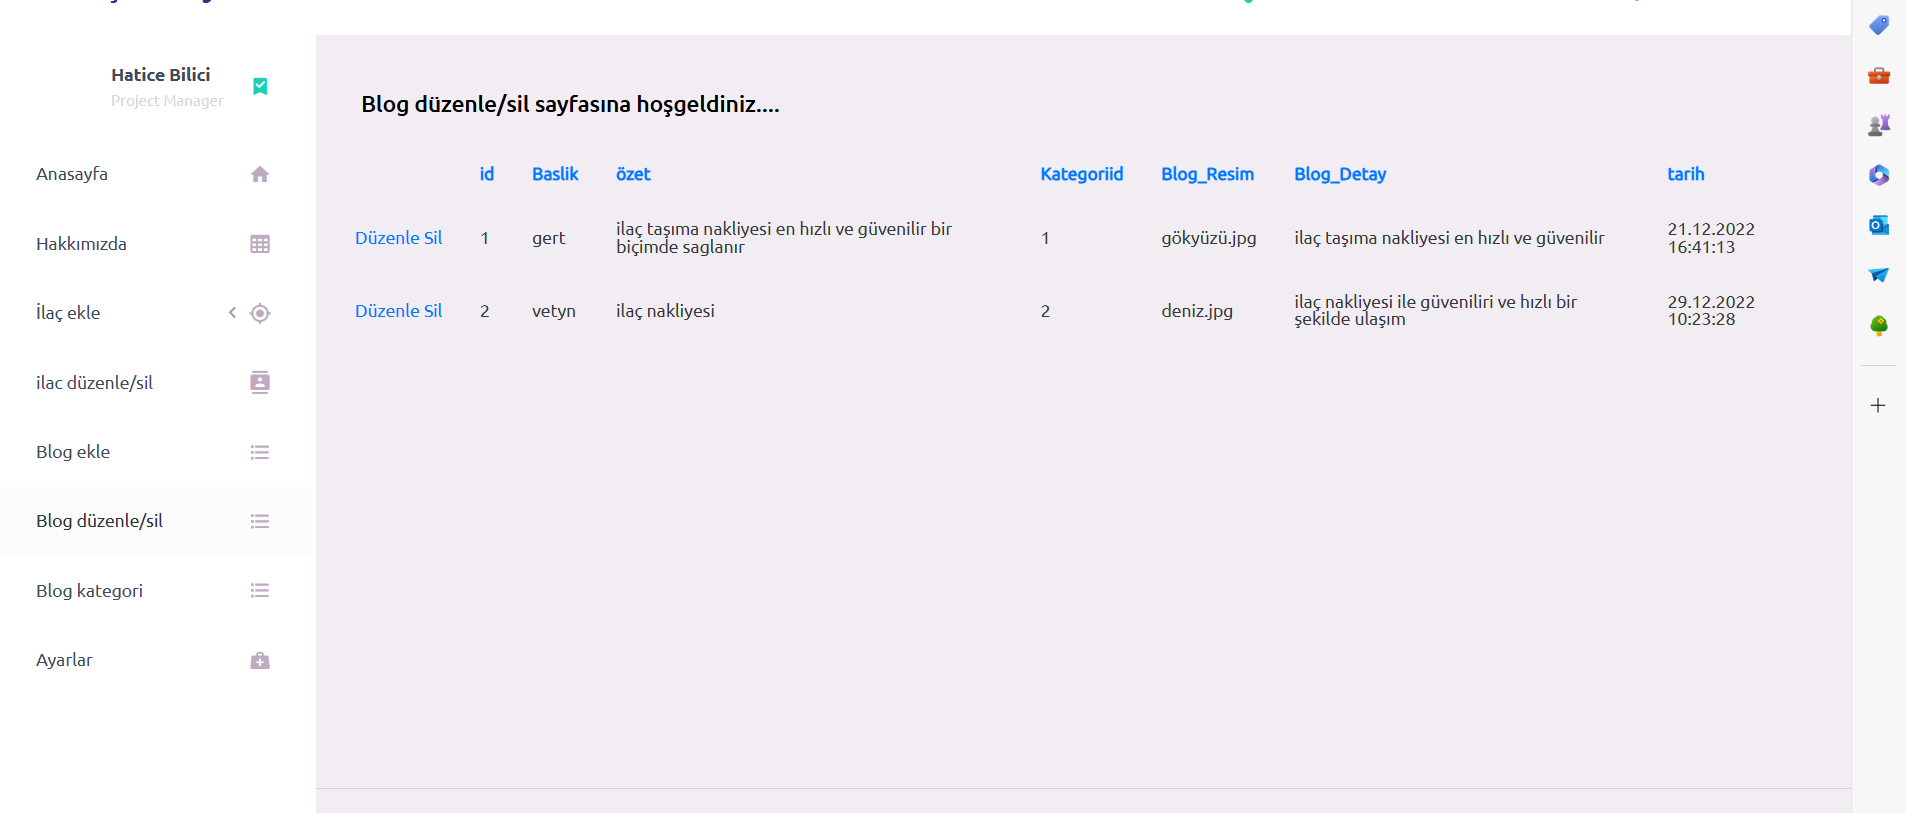 Hatice Bilici
Project Manager
Anasayfa
Hakkımızda
İlaç ekle
ilac düzenle/sil
Blog ekle
Blog düzenle/sil
Blog kategori
Ayarlar
Blog düzenle/sil sayfasına hoşgeldiniz....
id Baslik özet Kategoriid Blog_Resim Blog_Detay tarih
Düzenle Sil 1 gert ilaç taşıma nakliyesi en hızlı ve güvenilir bir 1 gökyüzü.jpg ilaç taşıma nakliyesi en hızlı ve güvenilir 21.12.2022
biçimde saglanır 16:41:13
Düzenle Sil 2 vetyn ilaç nakliyesi 2 deniz.jpg ilaç nakliyesi ile güveniliri ve hızlı bir 29.12.2022
şekilde ulaşım 10:23:28